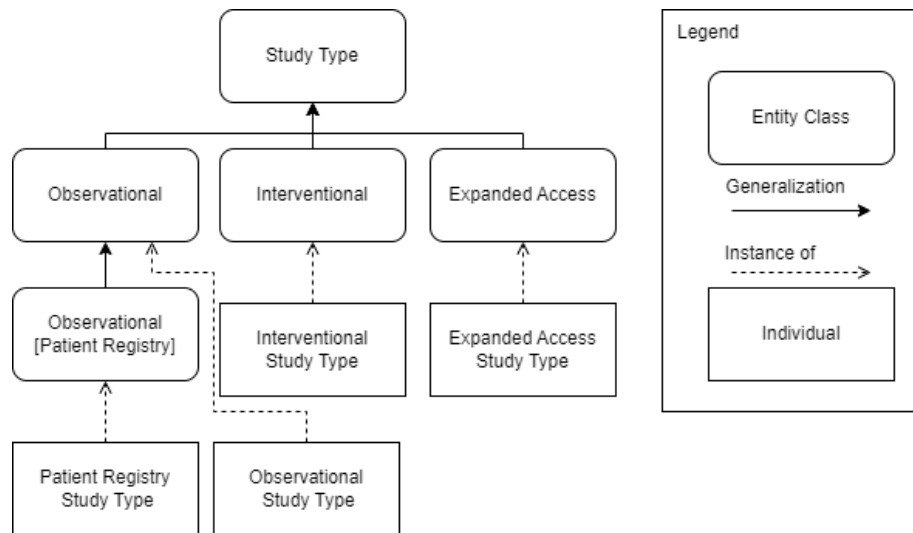 Study Type
Observational
Interventional
Expanded Access
Observational
[Patient Registry]
Interventional
Study Type
Expanded Access
Study Type
Patient Registry
Study Type
Observational
Study Type
Legend
Entity Class
Generalization
Instance of
Individual